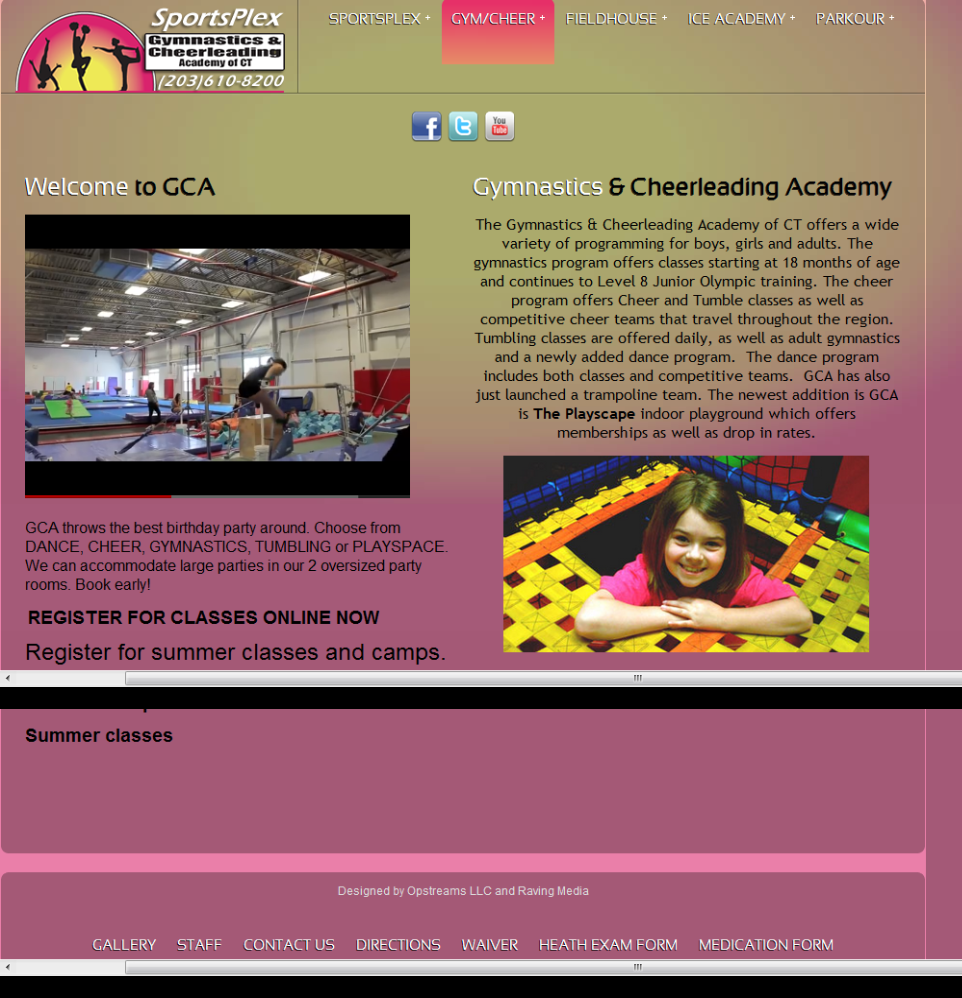 SportsPlex
Gymnastics &
Cheerleading
Academy of CT
(203)610-8200
SPORTSPLEX + GYM/CHEER + FIELDHOUSE + ICE ACADEMY + PARKOUR +
You
Tube
Welcome to GCA
Gymnastics & Cheerleading Academy
The Gymnastics & Cheerleading Academy of CT offers a wide
variety of programming for boys, girls and adults. The
gymnastics program offers classes starting at 18 months of age
and continues to Level 8 Junior Olympic training. The cheer
program offers Cheer and Tumble classes as well as
competitive cheer teams that travel throughout the region.
Tumbling classes are offered daily, as well as adult gymnastics
and a newly added dance program. The dance program
includes both classes and competitive teams. GCA has also
just launched a trampoline team. The newest addition is GCA
is The Playscape indoor playground which offers
memberships as well as drop in rates.
GCA throws the best birthday party around. Choose from
DANCE, CHEER, GYMNASTICS, TUMBLING or PLAYSPACE.
We can accommodate large parties in our 2 oversized party
rooms. Book early!
REGISTER FOR CLASSES ONLINE NOW
Register for summer classes and camps.
Summer classes
Designed by Opstreams LLC and Raving Media
GALLERY STAFF CONTACT US DIRECTIONS WAIVER HEATH EXAM FORM MEDICATION FORM